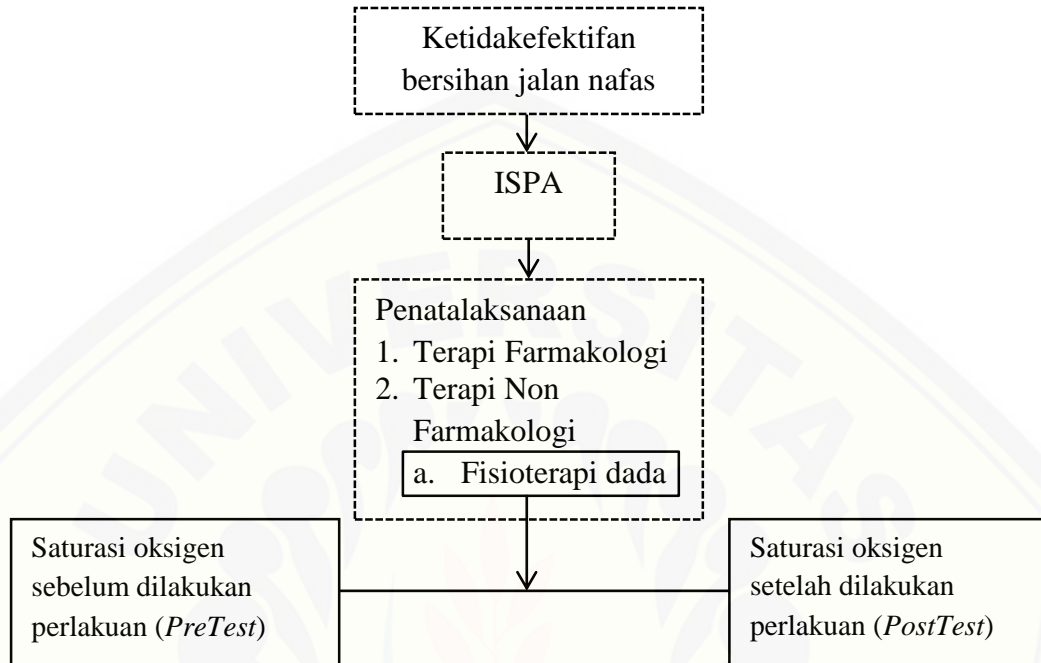 Ketidakefektifan
bersihan jalan nafas
ISPA
Penatalaksanaan
1. Terapi Farmakologi
2. Terapi Non
Farmakologi
a. Fisioterapi dada
Saturasi oksigen
sebelum dilakukan
perlakuan (PreTest)
Saturasi oksigen
setelah dilakukan
perlakuan (PostTest)
UNIVERSITAS